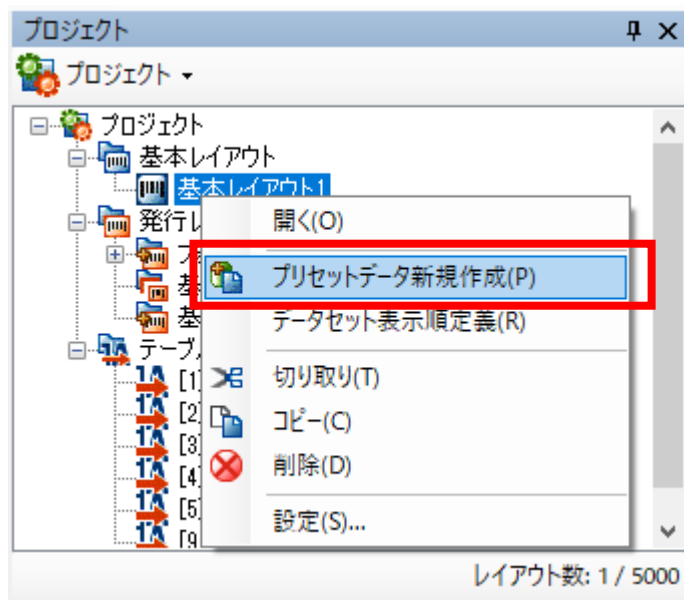 プロジェクト
プロジェクト
プロジェクト
基本レイアウト
基本レイアウト1
開く(O)
発行レ
プリセットデータ新規作成(P)
基
データセット表示順定義(R)
基
テーブル
切り取り(T)
[1]
コピー(C)
[2]
[3]
削除(D)
[4]
[5]
設定(S)...
[9]
レイアウト数: 1 / 5000